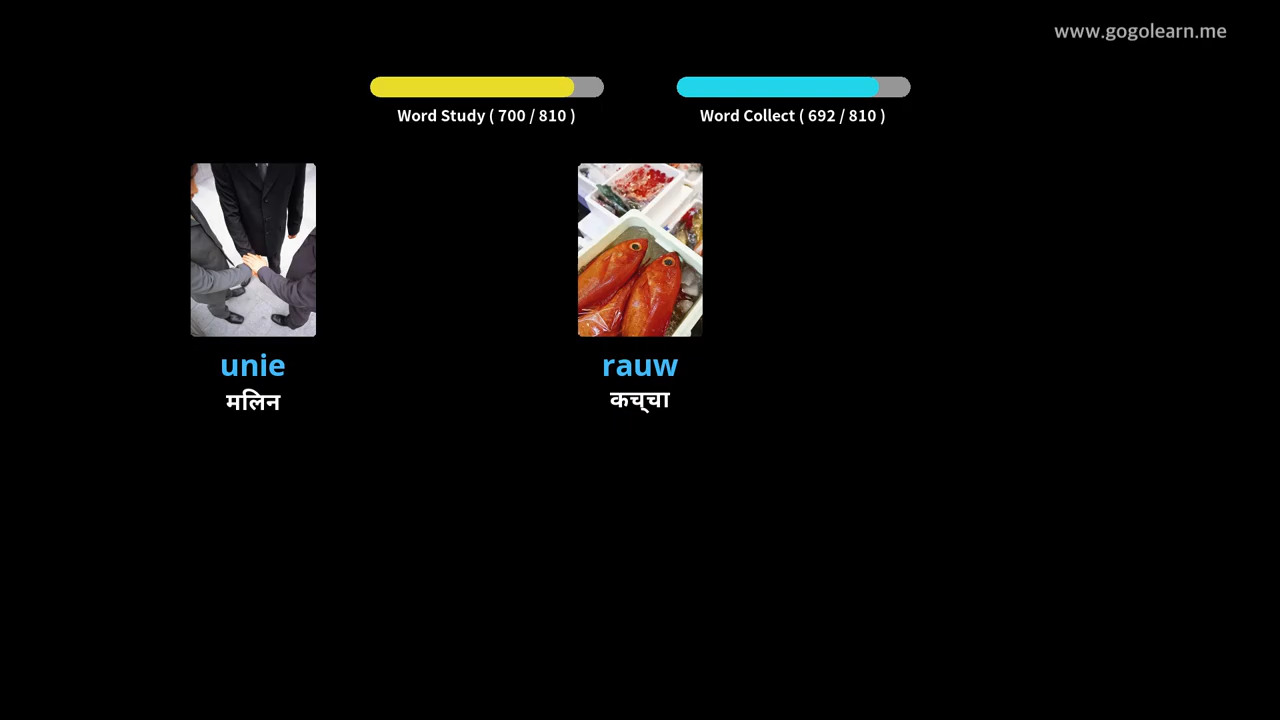 www.gogolearn.me
Word Study ( 700 / 810 )
Word Collect ( 692 / 810 )
unie
मलिन
rauw
कच्चा